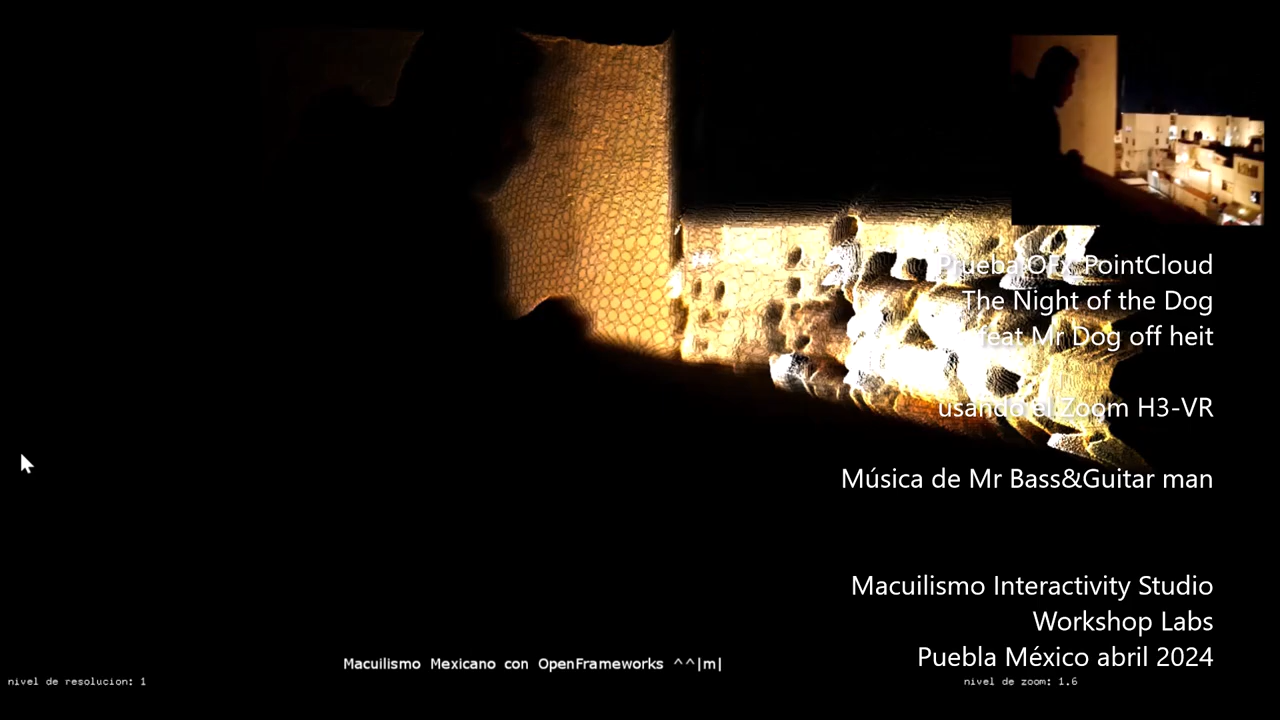 Prueba OFx PointCloud
The Night of the Dog
feat Mr Dog off heit
usando el Zoom H3-VR
Música de Mr Bass&Guitar man
Macuilismo Interactivity Studio
Workshop Labs
Puebla México abril 2024
Macuilismo Mexicano con OpenFrameworks ^^|m|
nivel de resolucion: 1
nivel de zoom: 1.6